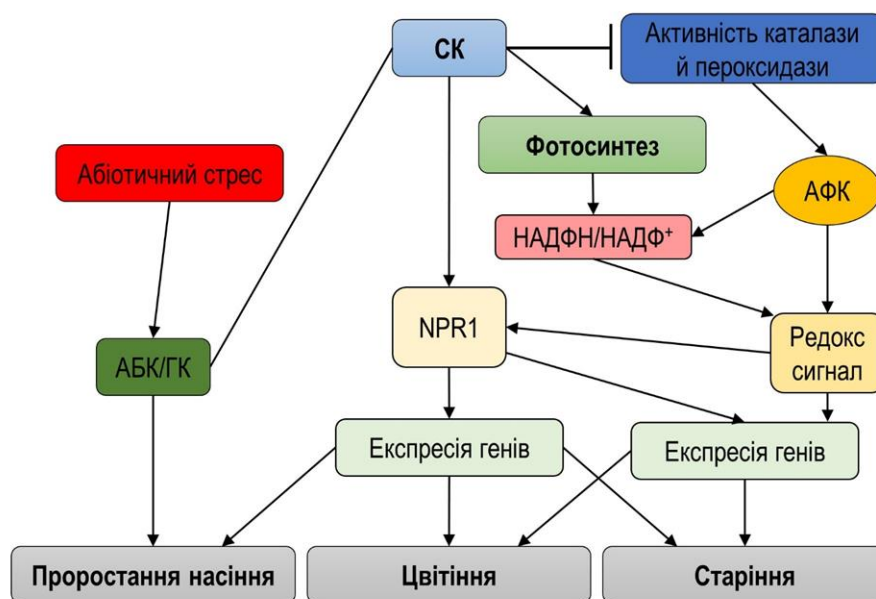 СК
Активність каталази
й пероксидази
Фотосинтез
Абіотичний стрес
АФК
НАДФН/НАДФ⁺
NPR1
Редокс
сигнал
АБК/ГК
Експресія генів
Експресія генів
Проростання насіння
Цвітіння
Старіння